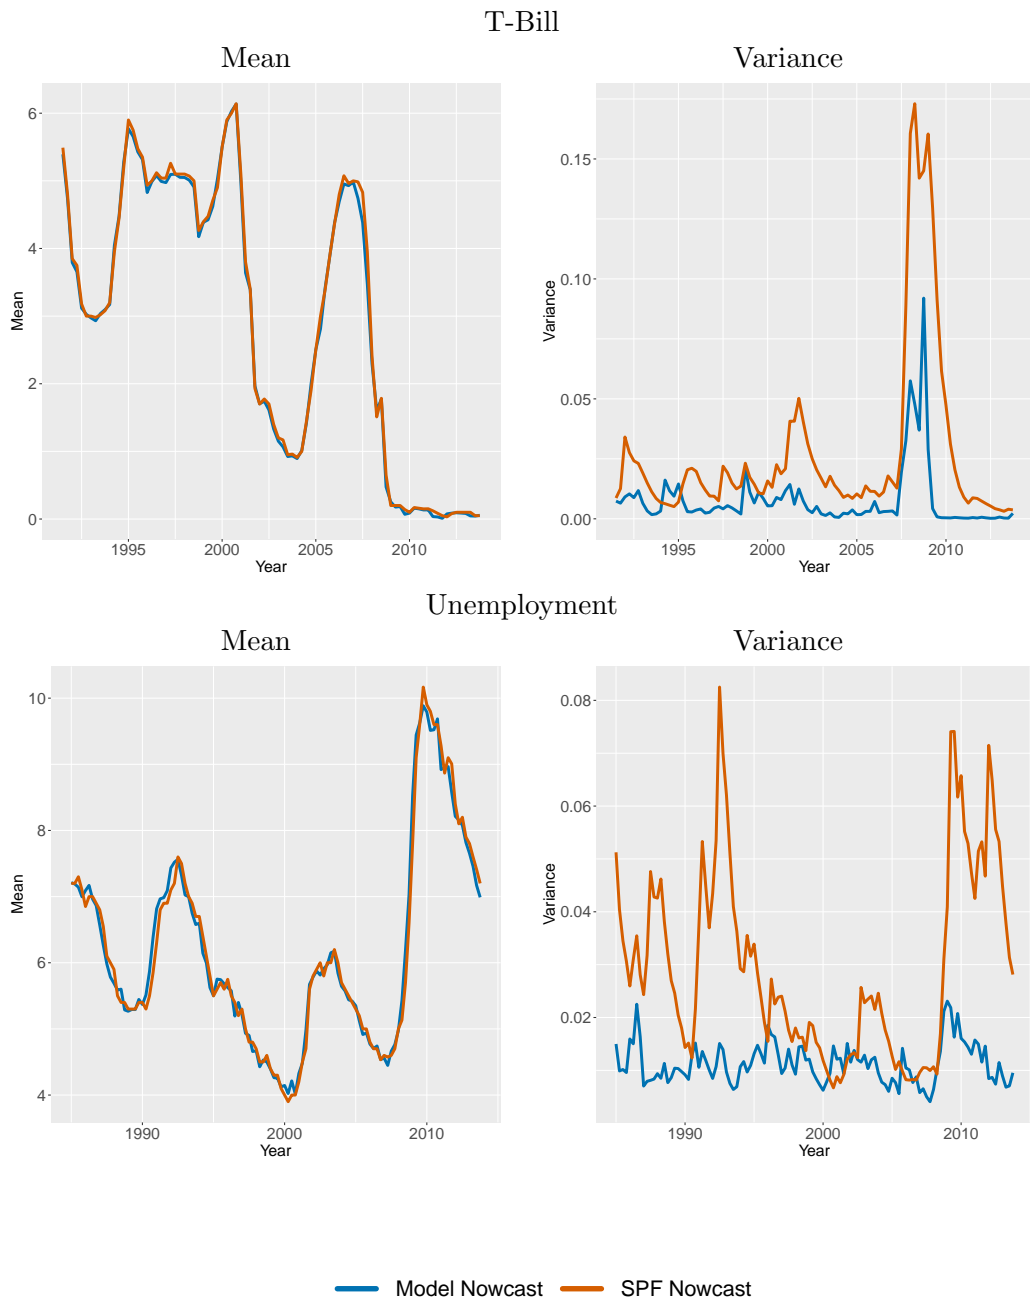 T-Bill
Mean Variance
6
4
2
0
Mean
1995 2000 2005 2010
Year
0.15
0.10
0.05
0.00
Variance
1995 2000 2005 2010
Year
Unemployment
Mean Variance
10
8
6
4
Mean
1990 2000 2010
Year
0.08
0.06
0.04
0.02
Variance
1990 2000 2010
Year
Model Nowcast SPF Nowcast